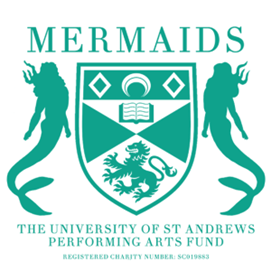 MERMAIDS
THE UNIVERSITY OF ST ANDREWS
PERFORMING ARTS FUND
REGISTERED CHARITY NUMBER: SC019883